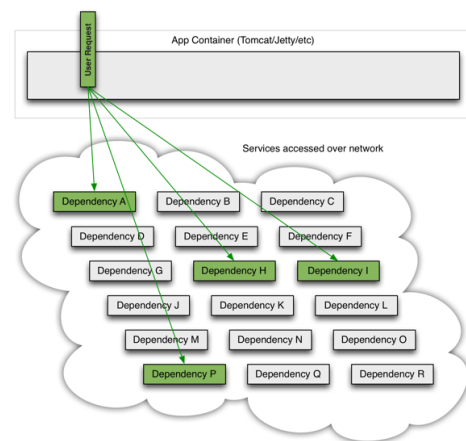 User Request
App Container (Tomcat/Jetty/etc)
Services accessed over network
Dependency A
Dependency B
Dependency C
Dependency D
Dependency E
Dependency F
Dependency G
Dependency H
Dependency I
Dependency J
Dependency K
Dependency L
Dependency M
Dependency N
Dependency O
Dependency P
Dependency Q
Dependency R